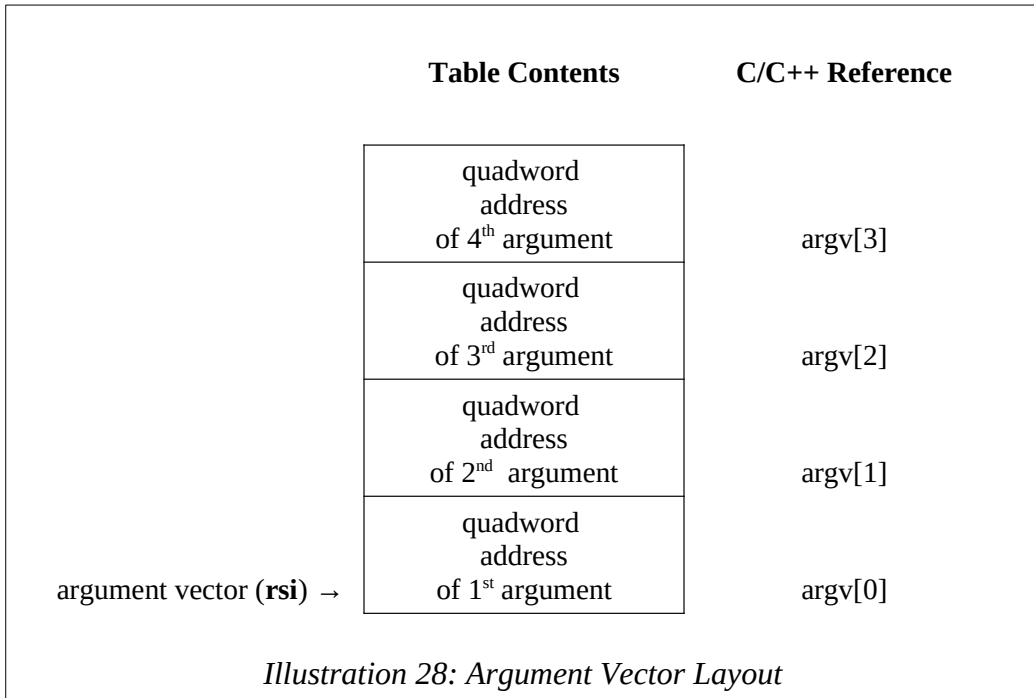 Table Contents C/C++ Reference
quadword
address
of 4th argument argv[3]
quadword
address
of 3rd argument argv[2]
quadword
address
of 2nd argument argv[1]
quadword
address
argument vector (rsi) → of 1st argument argv[0]
Illustration 28: Argument Vector Layout